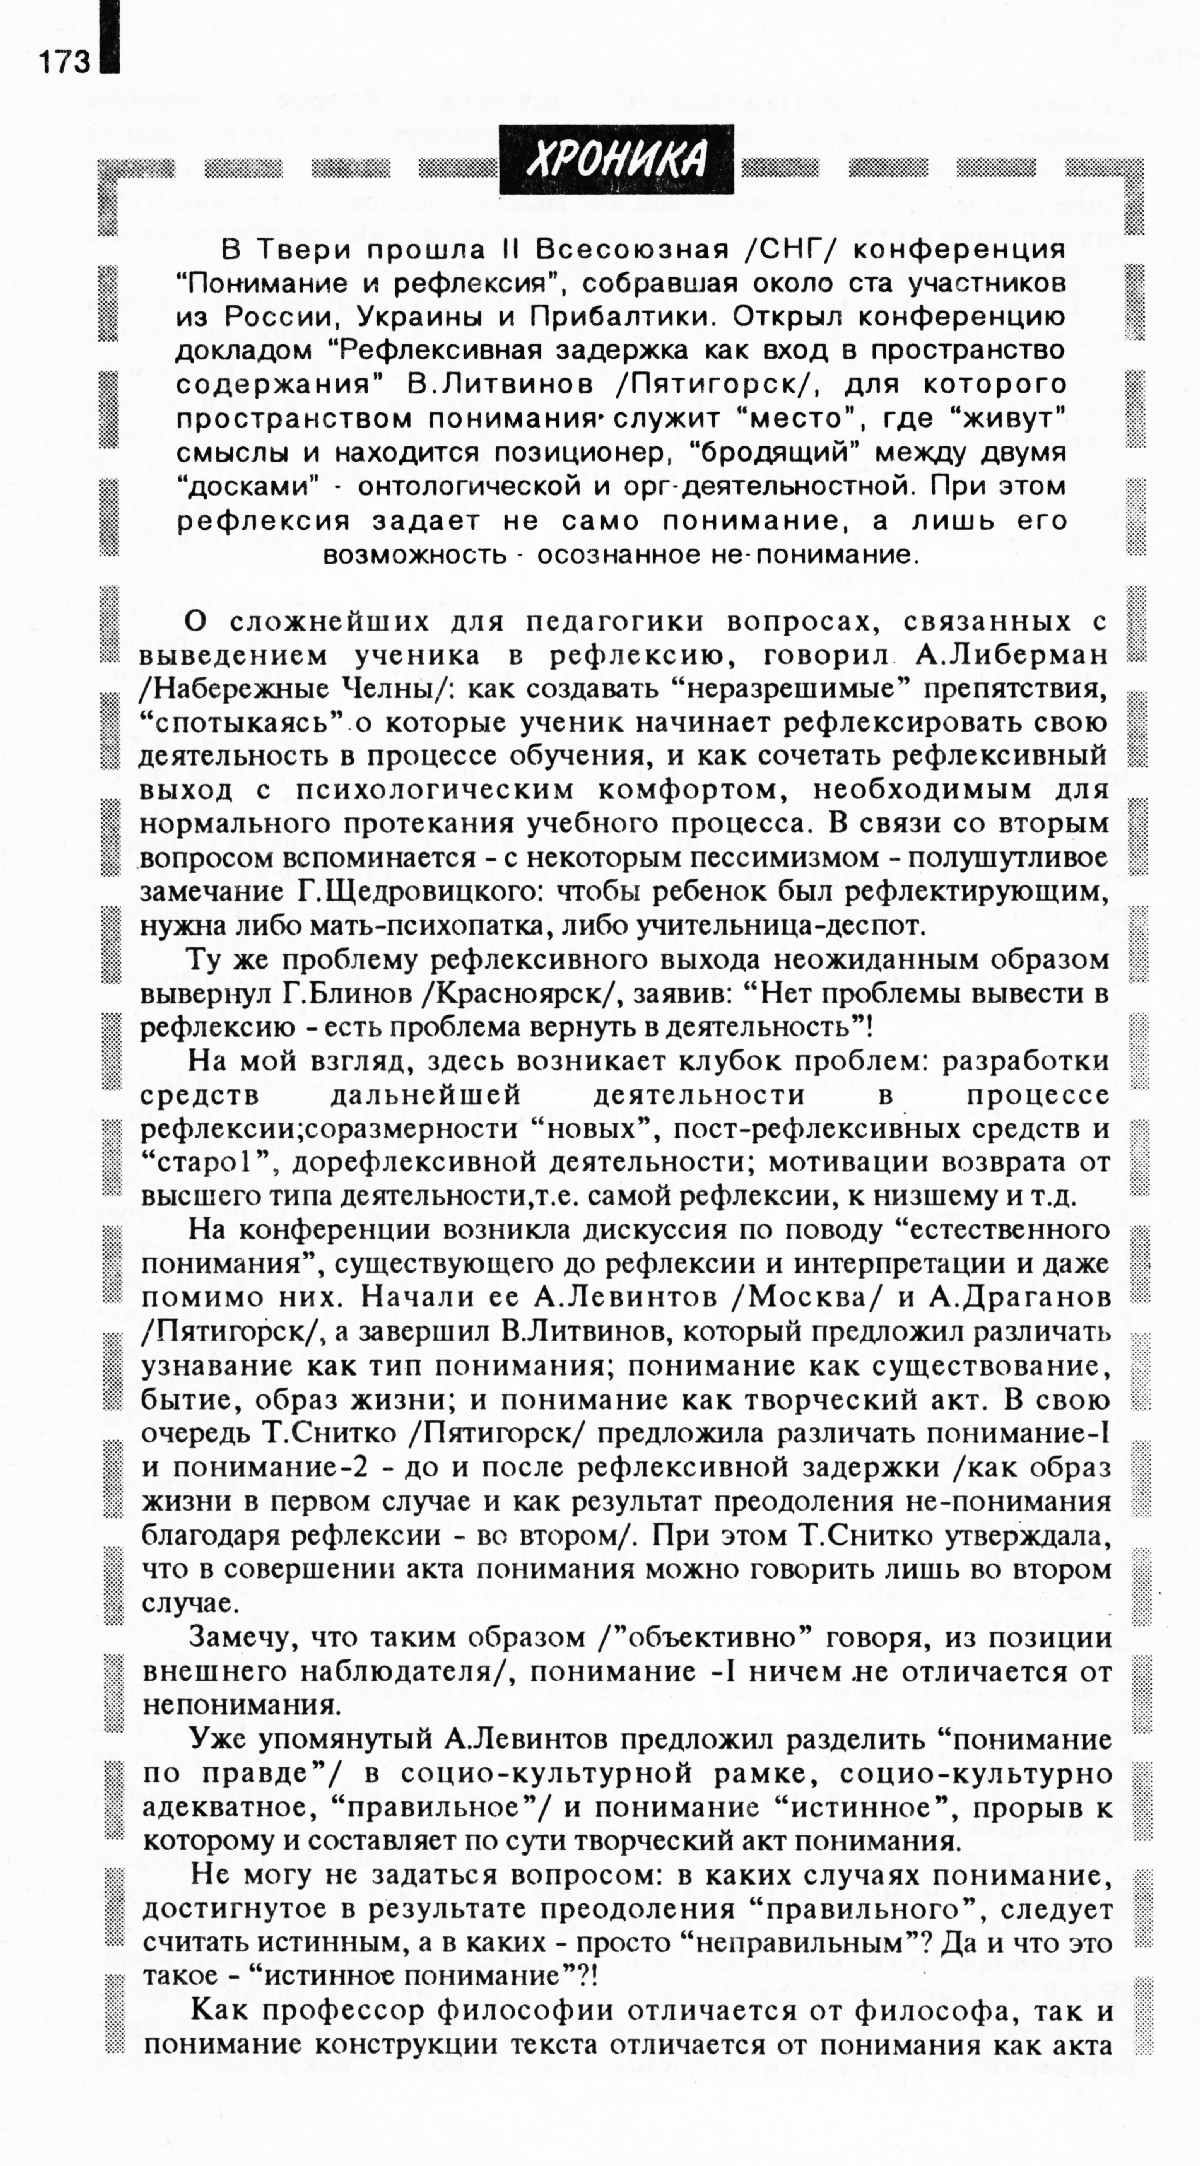 173
ХРОНИКА
В Твери прошла II Всесоюзная /СНГ/ конференция
“Понимание и рефлексия”, собравшая около ста участников
из России, Украины и Прибалтики. Открыл конференцию
докладом “Рефлексивная задержка как вход в пространство
содержания” В.Литвинов /Пятигорск/, для которого
пространством понимания· служит “место”, где “живут”
смыслы и находится позиционер, “бродящий” между двумя
“досками” - онтологической и орг-деятельностной. При этом
рефлексия задает не само понимание, а лишь его
возможность - осознанное не-понимание.
О сложнейших для педагогики вопросах, связанных с
выведением ученика в рефлексию, говорил А.Либерман
/Набережные Челны/: как создавать “неразрешимые” препятствия,
“спотыкаясь” о которые ученик начинает рефлексировать свою
деятельность в процессе обучения, и как сочетать рефлексивный
выход с психологическим комфортом, необходимым для
нормального протекания учебного процесса. В связи со вторым
вопросом вспоминается - с некоторым пессимизмом - полушутливое
замечание Г.Щедровицкого: чтобы ребенок был рефлектирующим,
нужна либо мать-психопатка, либо учительница-деспот.
Ту же проблему рефлексивного выхода неожиданным образом
вывернул Г.Блинов /Красноярск/, заявив: “Нет проблемы вывести в
рефлексию - есть проблема вернуть в деятельность”!
На мой взгляд, здесь возникает клубок проблем: разработки
средств дальнейшей деятельности в процессе
рефлексии;соразмерности “новых”, пост-рефлексивных средств и
“старо1”, дорефлексивной деятельности; мотивации возврата от
высшего типа деятельности,т.е. самой рефлексии, к низшему и т.д.
На конференции возникла дискуссия по поводу “естественного
понимания”, существующего до рефлексии и интерпретации и даже
помимо них. Начали ее А.Левинтов /Москва/ и А.Драганов
/Пятигорск/, а завершил В.Литвинов, который предложил различать
узнавание как тип понимания; понимание как существование,
бытие, образ жизни; и понимание как творческий акт. В свою
очередь Т.Снитко /Пятигорск/ предложила различать понимание-I
и понимание-2 - до и после рефлексивной задержки /как образ
жизни в первом случае и как результат преодоления не-понимания
благодаря рефлексии - во втором/. При этом Т.Снитко утверждала,
что в совершении акта понимания можно говорить лишь во втором
случае.
Замечу, что таким образом /”объективно” говоря, из позиции
внешнего наблюдателя/, понимание -I ничем не отличается от
непонимания.
Уже упомянутый А.Левинтов предложил разделить “понимание
по правде”/ в социо-культурной рамке, социо-культурно
адекватное, “правильное”/ и понимание “истинное”, прорыв к
которому и составляет по сути творческий акт понимания.
Не могу не задаться вопросом: в каких случаях понимание,
достигнутое в результате преодоления “правильного”, следует
считать истинным, а в каких - просто “неправильным”? Да и что это
такое - “истинное понимание”?!
Как профессор философии отличается от философа, так и
понимание конструкции текста отличается от понимания как акта